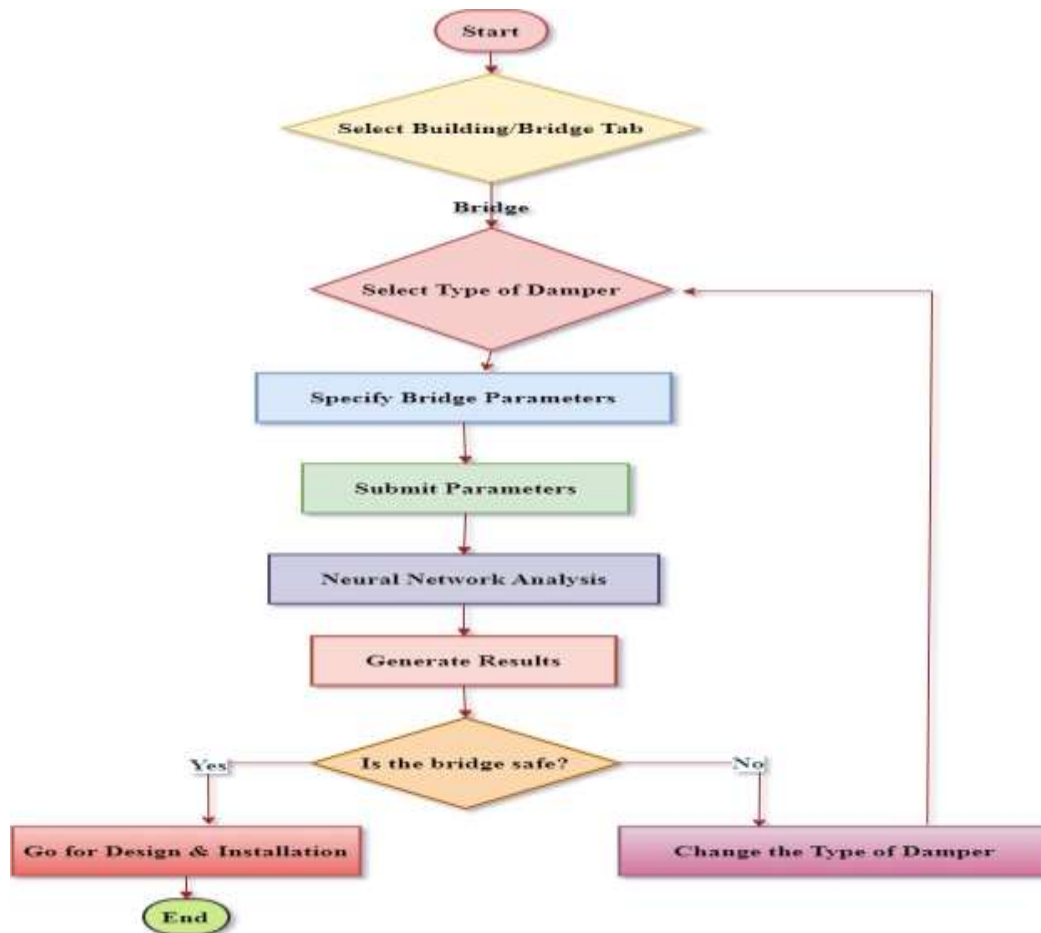 Start
Select Building/Bridge Tab
Bridge
Select Type of Damper
Specify Bridge Parameters
Submit Parameters
Neural Network Analysis
Generate Results
Is the bridge safe?
Yes
No
Go for Design & Installation
Change the Type of Damper
End